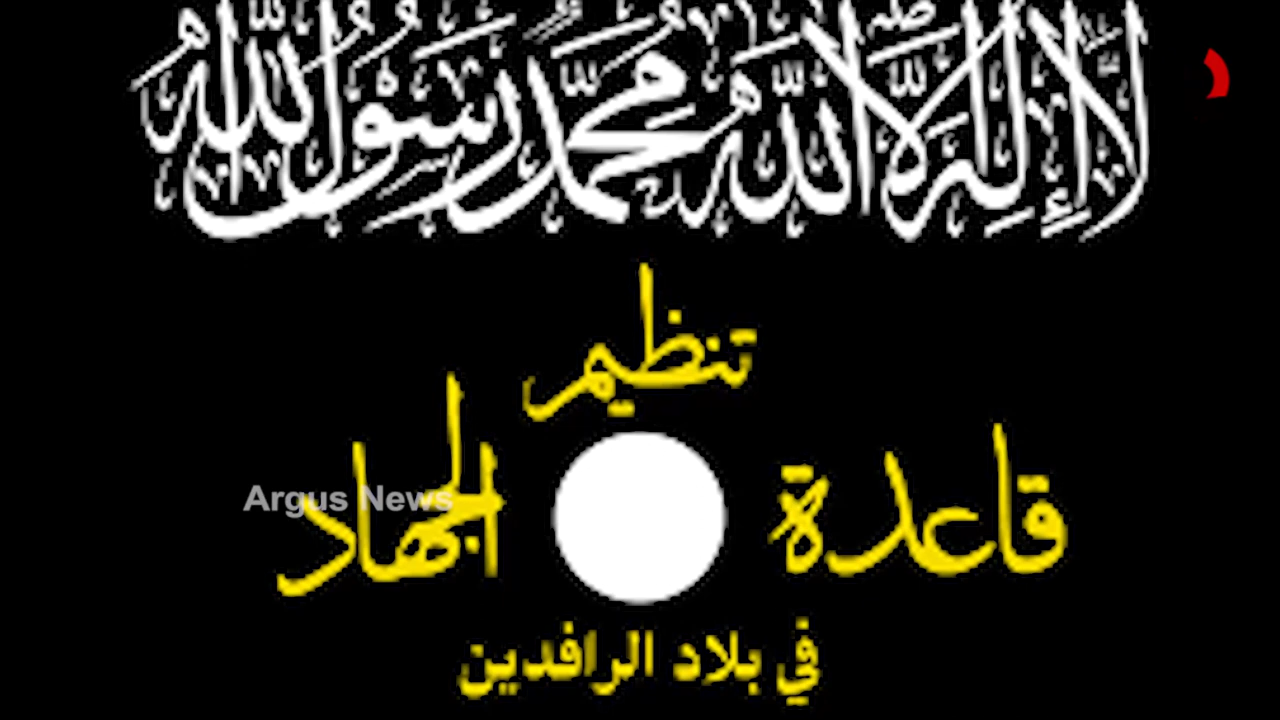 لا إله إلا الله محمد رسول الله
تنظيم
قاعدة الجهاد
Argus News
في بلاد الرافدين